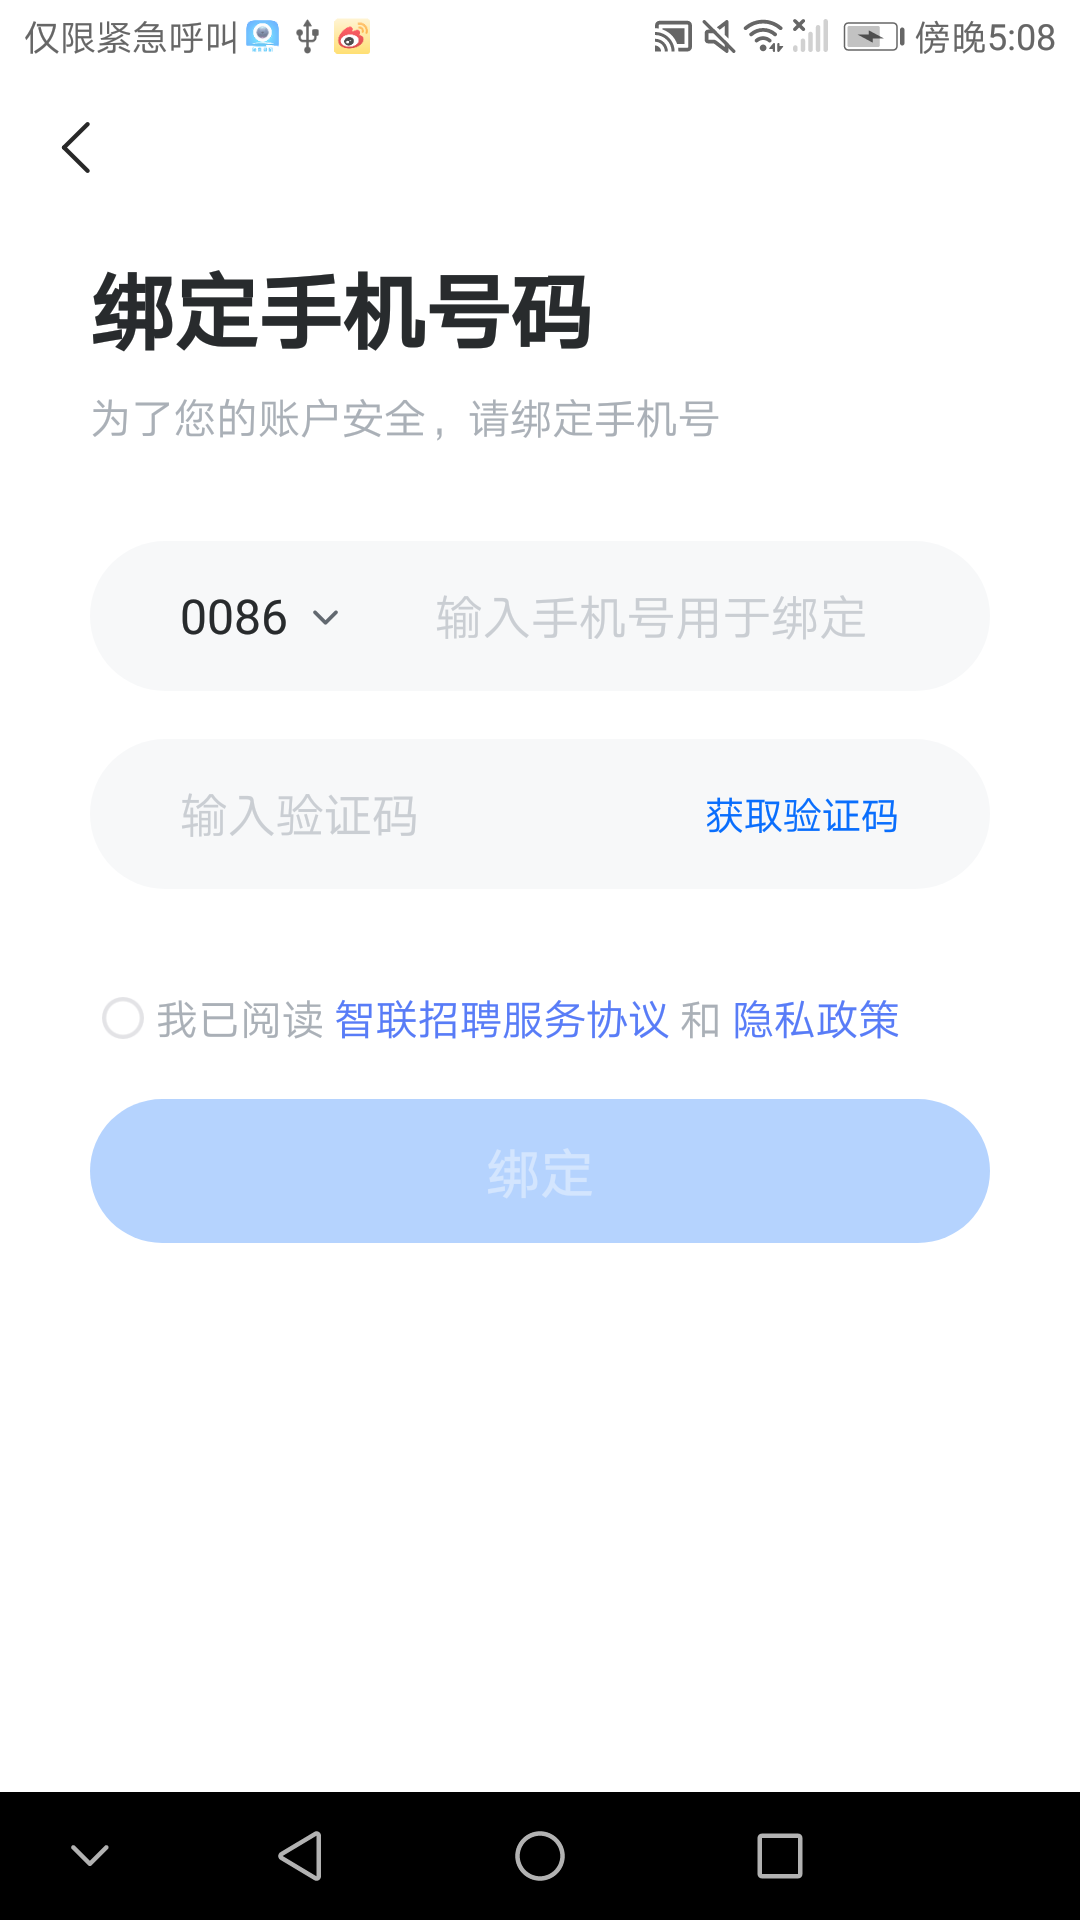 仅限紧急呼叫 傍晚5:08
绑定手机号码
为了您的账户安全，请绑定手机号
0086 输入手机号用于绑定
输入验证码 获取验证码
我已阅读 智联招聘服务协议 和 隐私政策
绑定